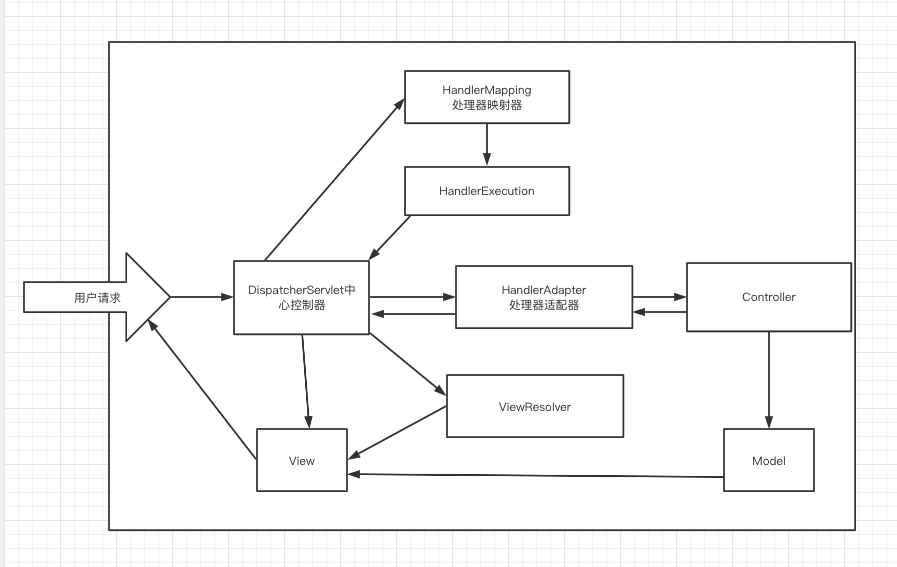 HandlerMapping
处理器映射器
HandlerExecution
用户请求
DispatcherServlet中
心控制器
HandlerAdapter
处理器适配器
Controller
ViewResolver
View
Model